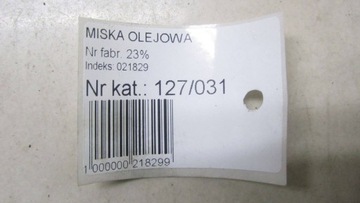 MISKA OLEJOWA
Nr fabr. 23%
Indeks: 021829
Nr kat.: 127/031
1 000000 218299